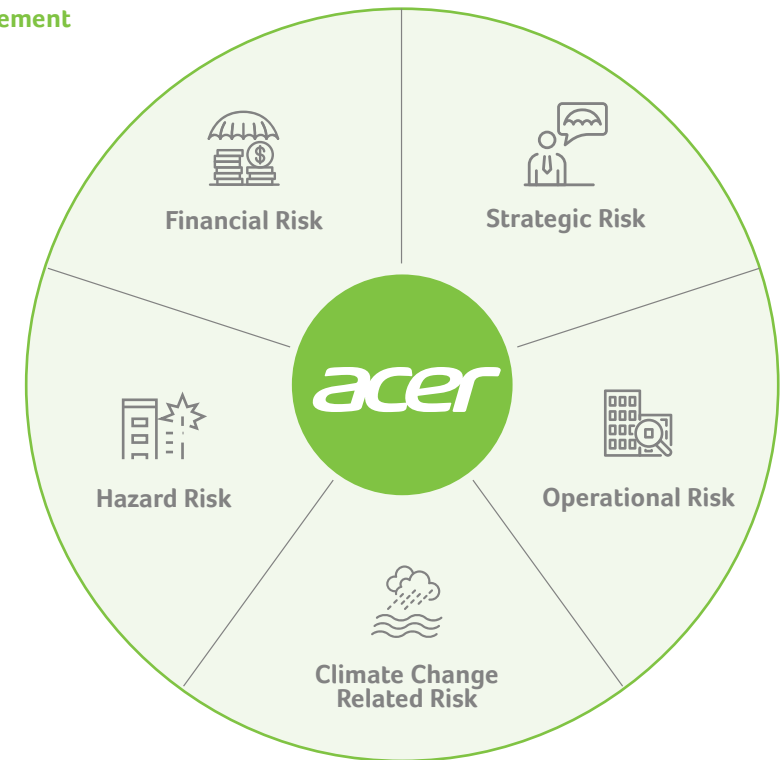 ement
Financial Risk
Strategic Risk
acer
Hazard Risk
Operational Risk
Climate Change
Related Risk